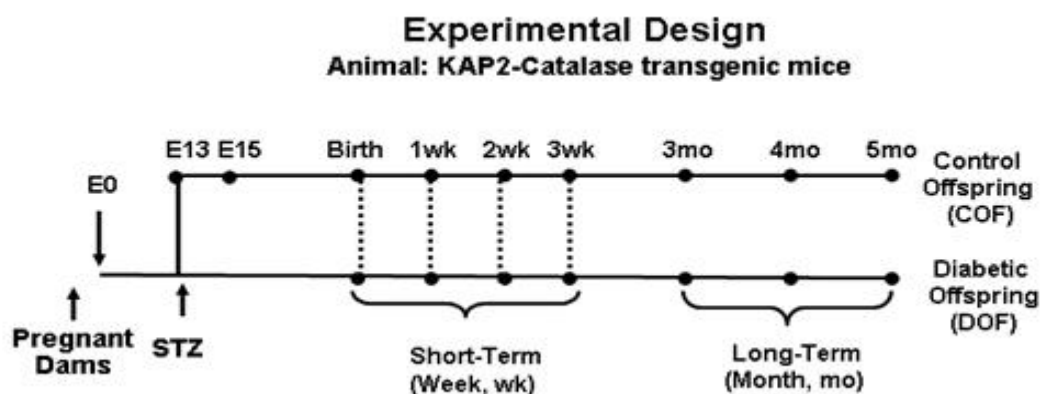 Experimental Design
Animal: KAP2-Catalase transgenic mice
E13 E15 Birth 1wk 2wk 3wk 3mo 4mo 5mo
Control
Offspring
(COF)
E0
Diabetic
Offspring
(DOF)
Pregnant
Dams
STZ
Short-Term
(Week, wk)
Long-Term
(Month, mo)